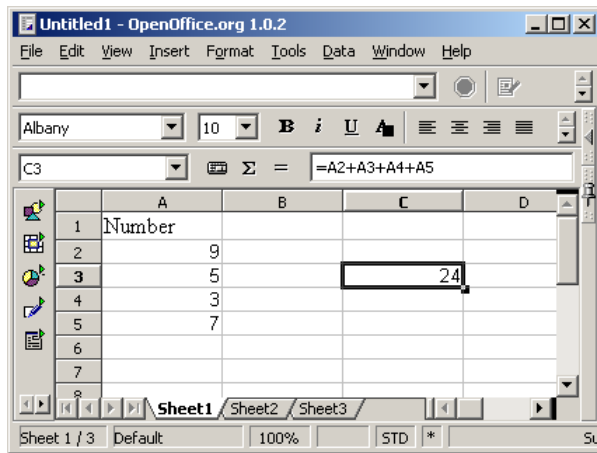 Untitled1 - OpenOffice.org 1.0.2
File Edit View Insert Format Tools Data Window Help
Albany 10 B i U A
C3 Σ = =A2+A3+A4+A5
A B C D
1 Number
2 9
3 5 24
4 3
5 7
6
7
8
Sheet1 Sheet2 Sheet3
Sheet 1 / 3 Default 100% STD * Su